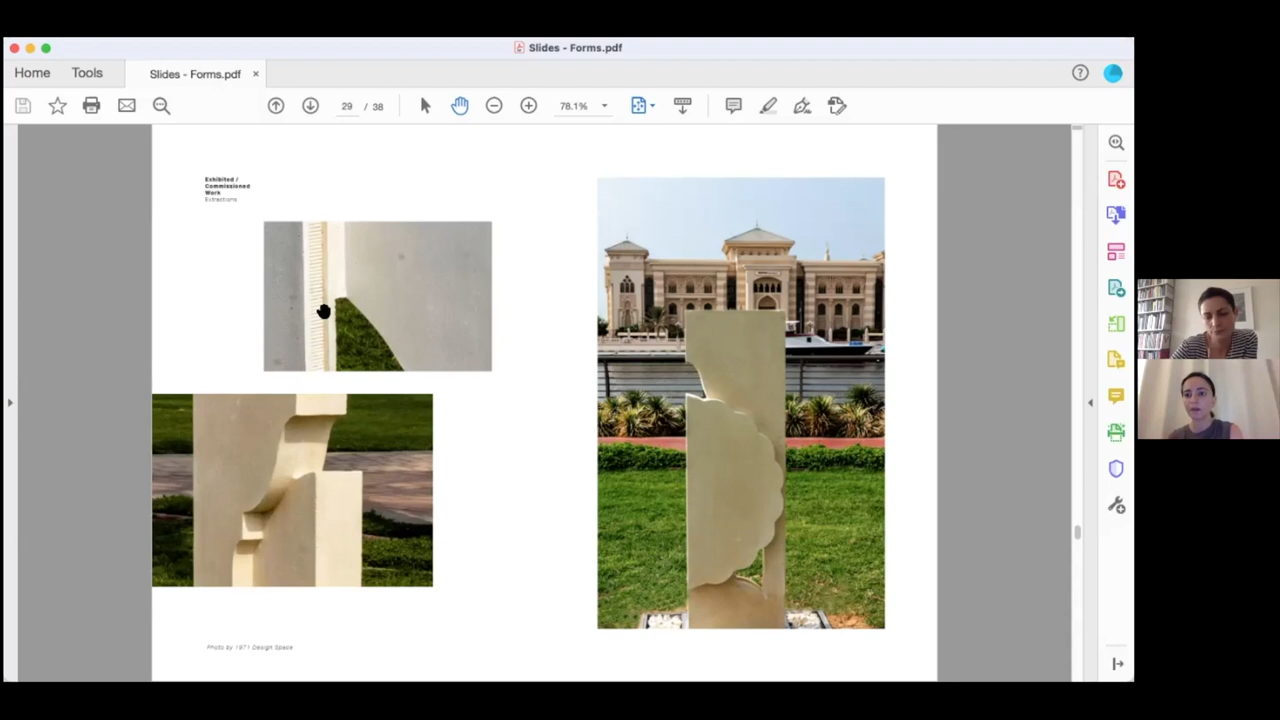 Slides - Forms.pdf
Home
Tools
Slides - Forms.pdf
29 / 38
78.1%
Exhibited /
Commissioned
Work
Extractions
Photo by 1971 Design Space